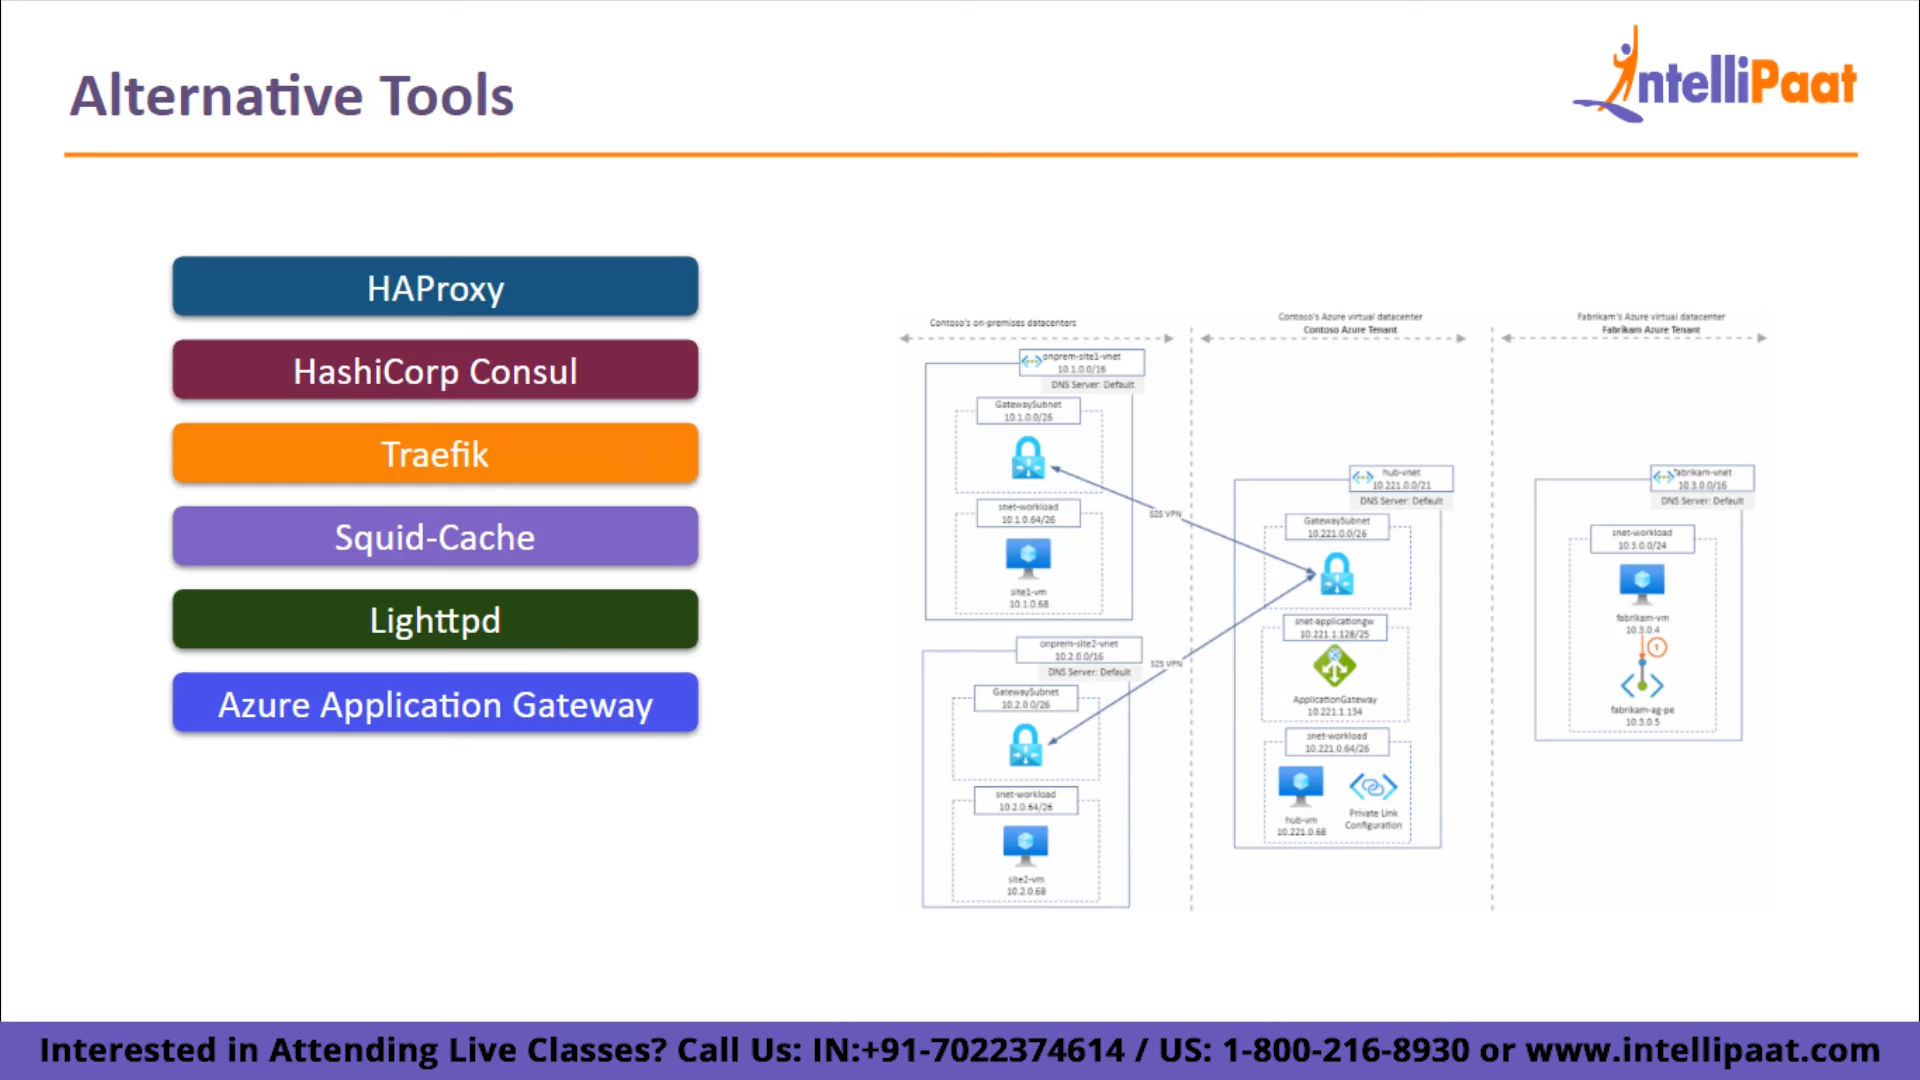 Alternative Tools
IntelliPaat
HAProxy
HashiCorp Consul
Traefik
Squid-Cache
Lighttpd
Azure Application Gateway
Contoso's on-premises datacenters
onprem-site1-vnet
10.1.0.0/16
DNS Server: Default
GatewaySubnet
10.1.0.0/26
snet-workload
10.1.0.64/26
site1-vm
10.1.0.68
onprem-site2-vnet
10.2.0.0/16
DNS Server: Default
GatewaySubnet
10.2.0.0/26
snet-workload
10.2.0.64/26
site2-vm
10.2.0.68
S2S VPN
S2S VPN
Contoso's Azure virtual datacenter
Contoso Azure Tenant
hub-vnet
10.221.0.0/21
DNS Server: Default
GatewaySubnet
10.221.0.0/26
snet-applicationgw
10.221.1.128/25
ApplicationGateway
10.221.1.134
snet-workload
10.221.0.64/26
hub-vm
10.221.0.68
Private Link
Configuration
Fabrikam's Azure virtual datacenter
Fabrikam Azure Tenant
fabrikam-vnet
10.3.0.0/16
DNS Server: Default
snet-workload
10.3.0.0/24
fabrikam-vm
10.3.0.4
1
fabrikam-ag-pe
10.3.0.5
Interested in Attending Live Classes? Call Us: IN:+91-7022374614 / US: 1-800-216-8930 or www.intellipaat.com